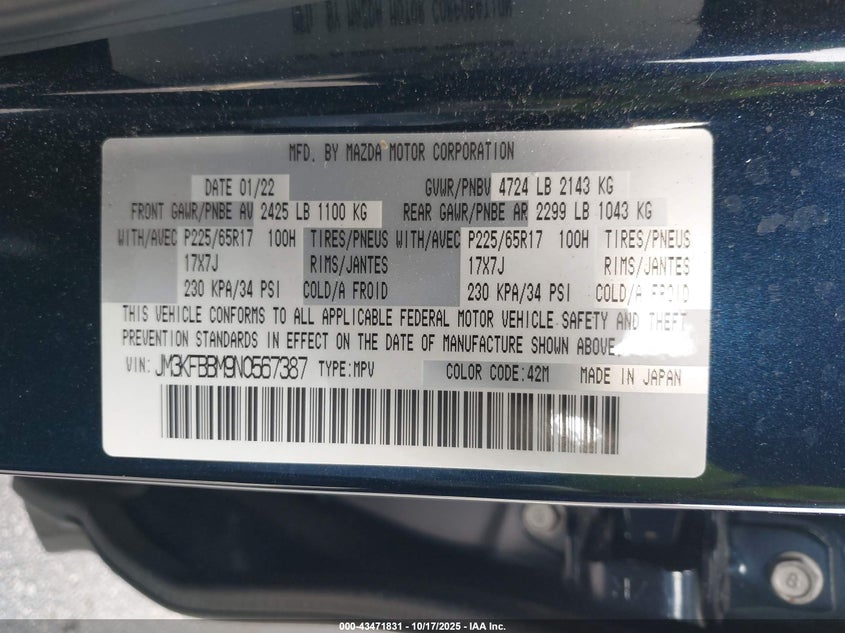 MFD. BY MAZDA MOTOR CORPORATION
DATE 01/22 GVWR/PNBV 4724 LB 2143 KG
FRONT GAWR/PNBE AV 2425 LB 1100 KG REAR GAWR/PNBE AR 2299 LB 1043 KG
WITH/AVEC P225/65R17 100H TIRES/PNEUS WITH/AVEC P225/65R17 100H TIRES/PNEUS
17X7J RIMS/JANTES 17X7J RIMS/JANTES
230 KPA/34 PSI COLD/A FROID 230 KPA/34 PSI COLD/A FROID
THIS VEHICLE CONFORMS TO ALL APPLICABLE FEDERAL MOTOR VEHICLE SAFETY AND THEFT
PREVENTION STANDARDS IN EFFECT ON THE DATE OF MANUFACTURE SHOWN ABOVE.
VIN: JM3KFBBM9N0567387 TYPE:MPV COLOR CODE:42M MADE IN JAPAN
8
000-43471831 - 10/17/2025 - IAA Inc.